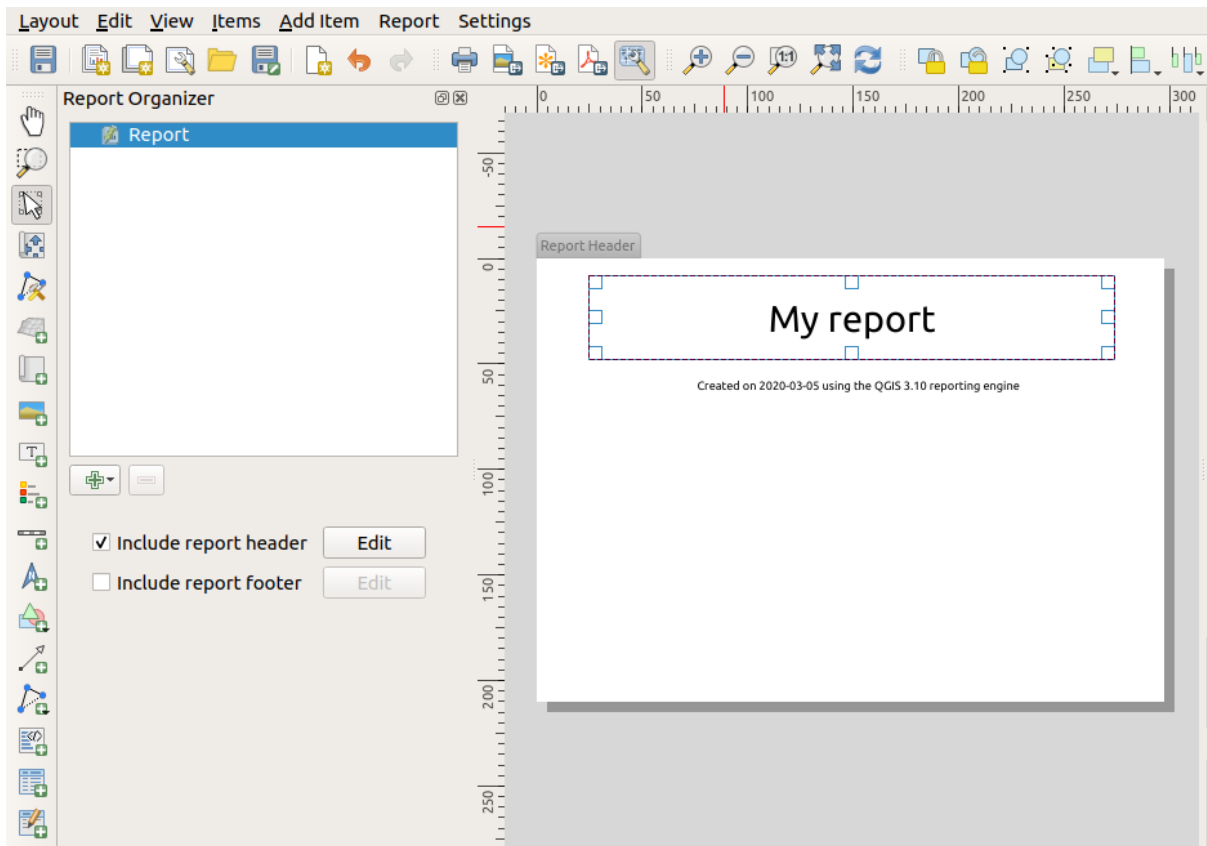 Layout Edit View Items Add Item Report Settings
Report Organizer
Report
Include report header Edit
Include report footer Edit
0 50 100 150 200 250 300
-50
0
50
100
150
200
250
Report Header
My report
Created on 2020-03-05 using the QGIS 3.10 reporting engine
1:1
T